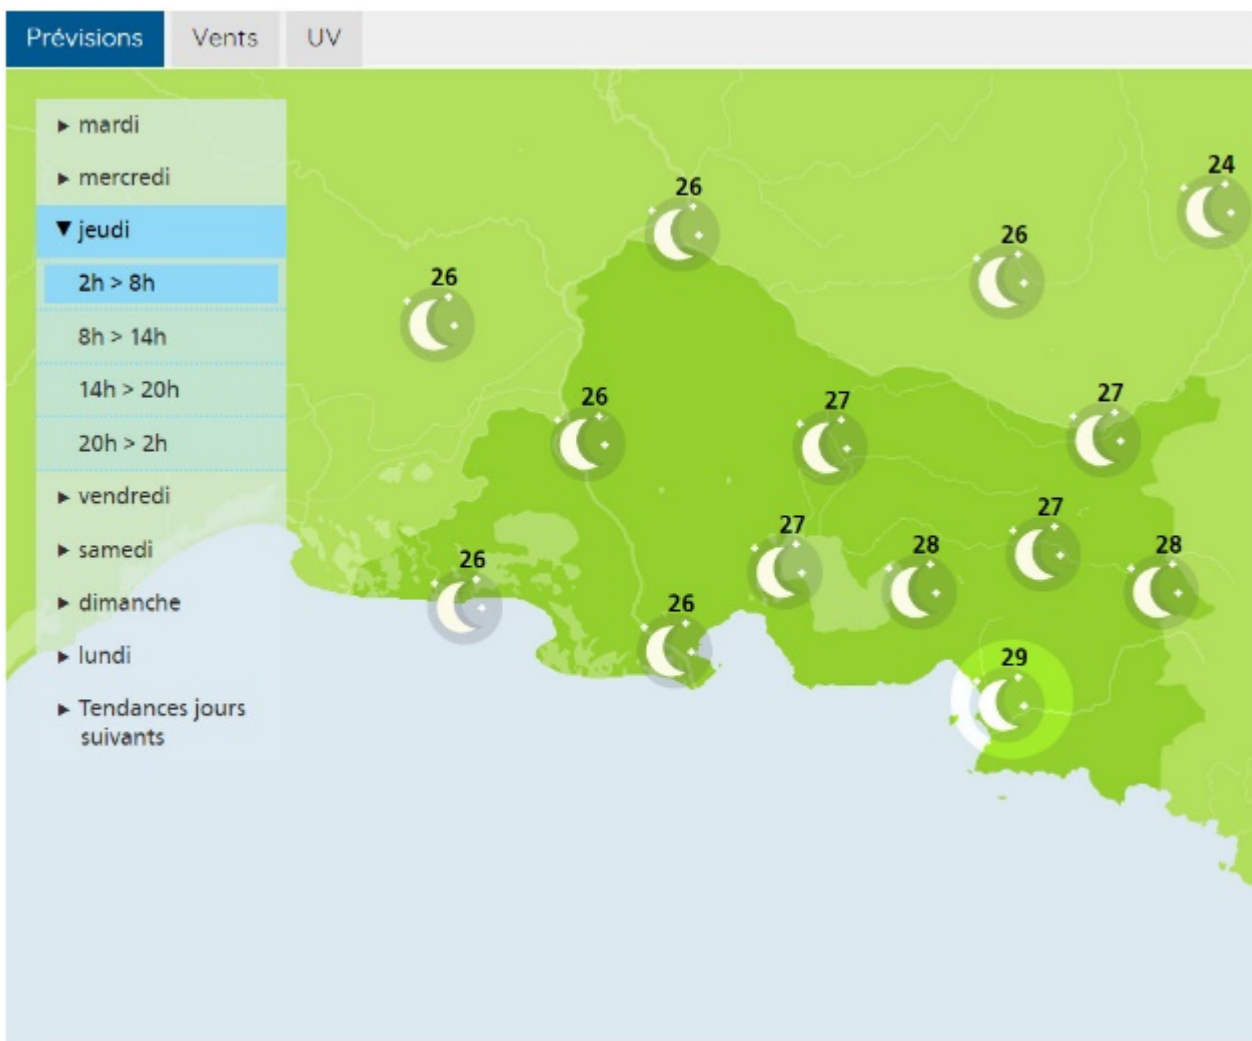 Prévisions Vents UV
▶ mardi
▶ mercredi
▼ jeudi
2h > 8h
8h > 14h
14h > 20h
20h > 2h
▶ vendredi
▶ samedi
▶ dimanche
▶ lundi
▶ Tendances jours
suivants
24
26
26
26
26
27
27
27
27
28
28
26
26
29